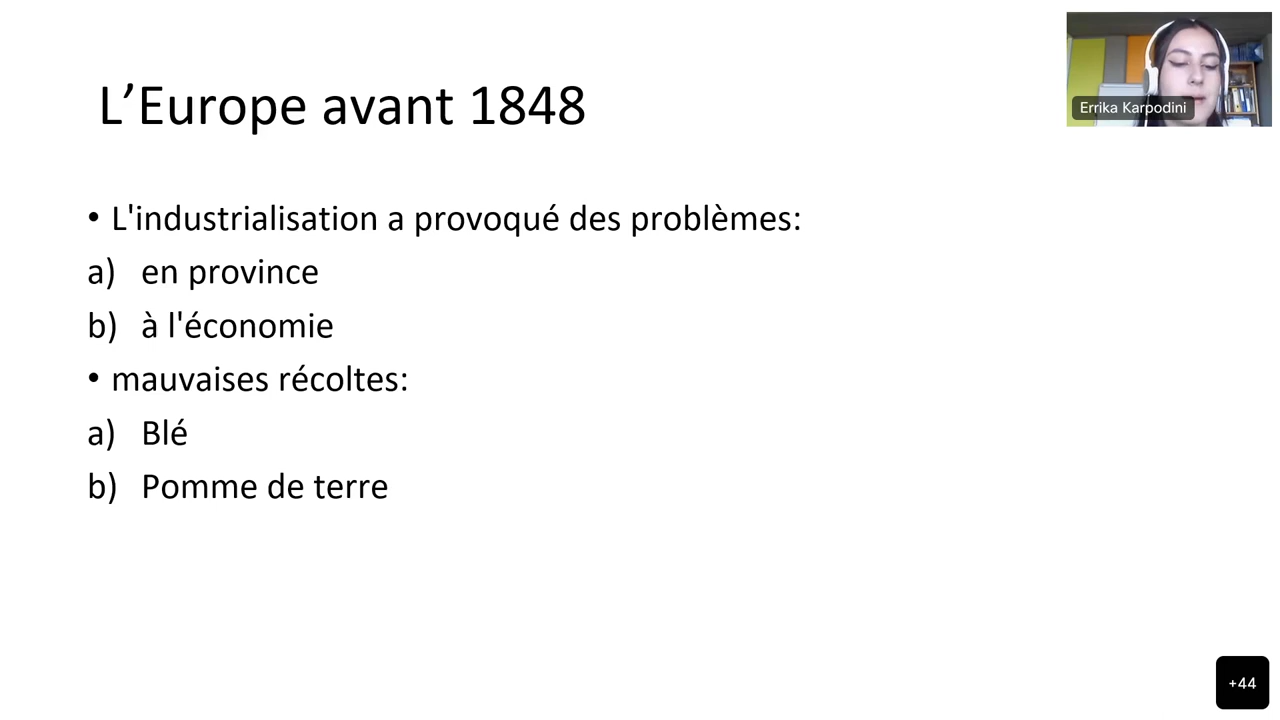 L’Europe avant 1848
Errika Karpodini
• L'industrialisation a provoqué des problèmes:
a) en province
b) à l'économie
• mauvaises récoltes:
a) Blé
b) Pomme de terre
+44